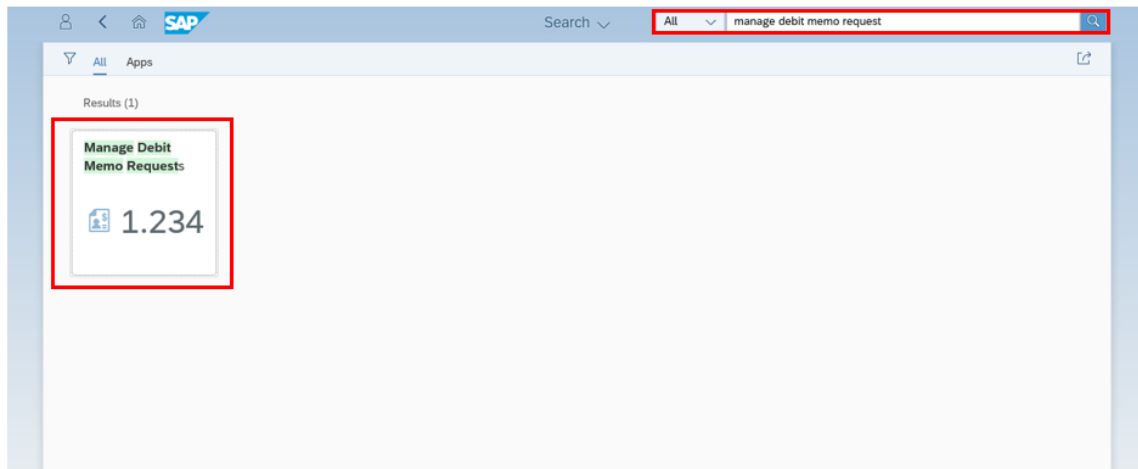 SAP
Search
All
manage debit memo request
All
Apps
Results (1)
Manage Debit
Memo Requests
1.234